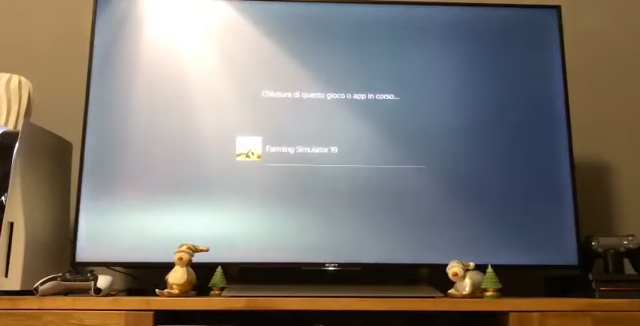 Chiusura di questo gioco o app in corso...
Farming Simulator 19
SONY